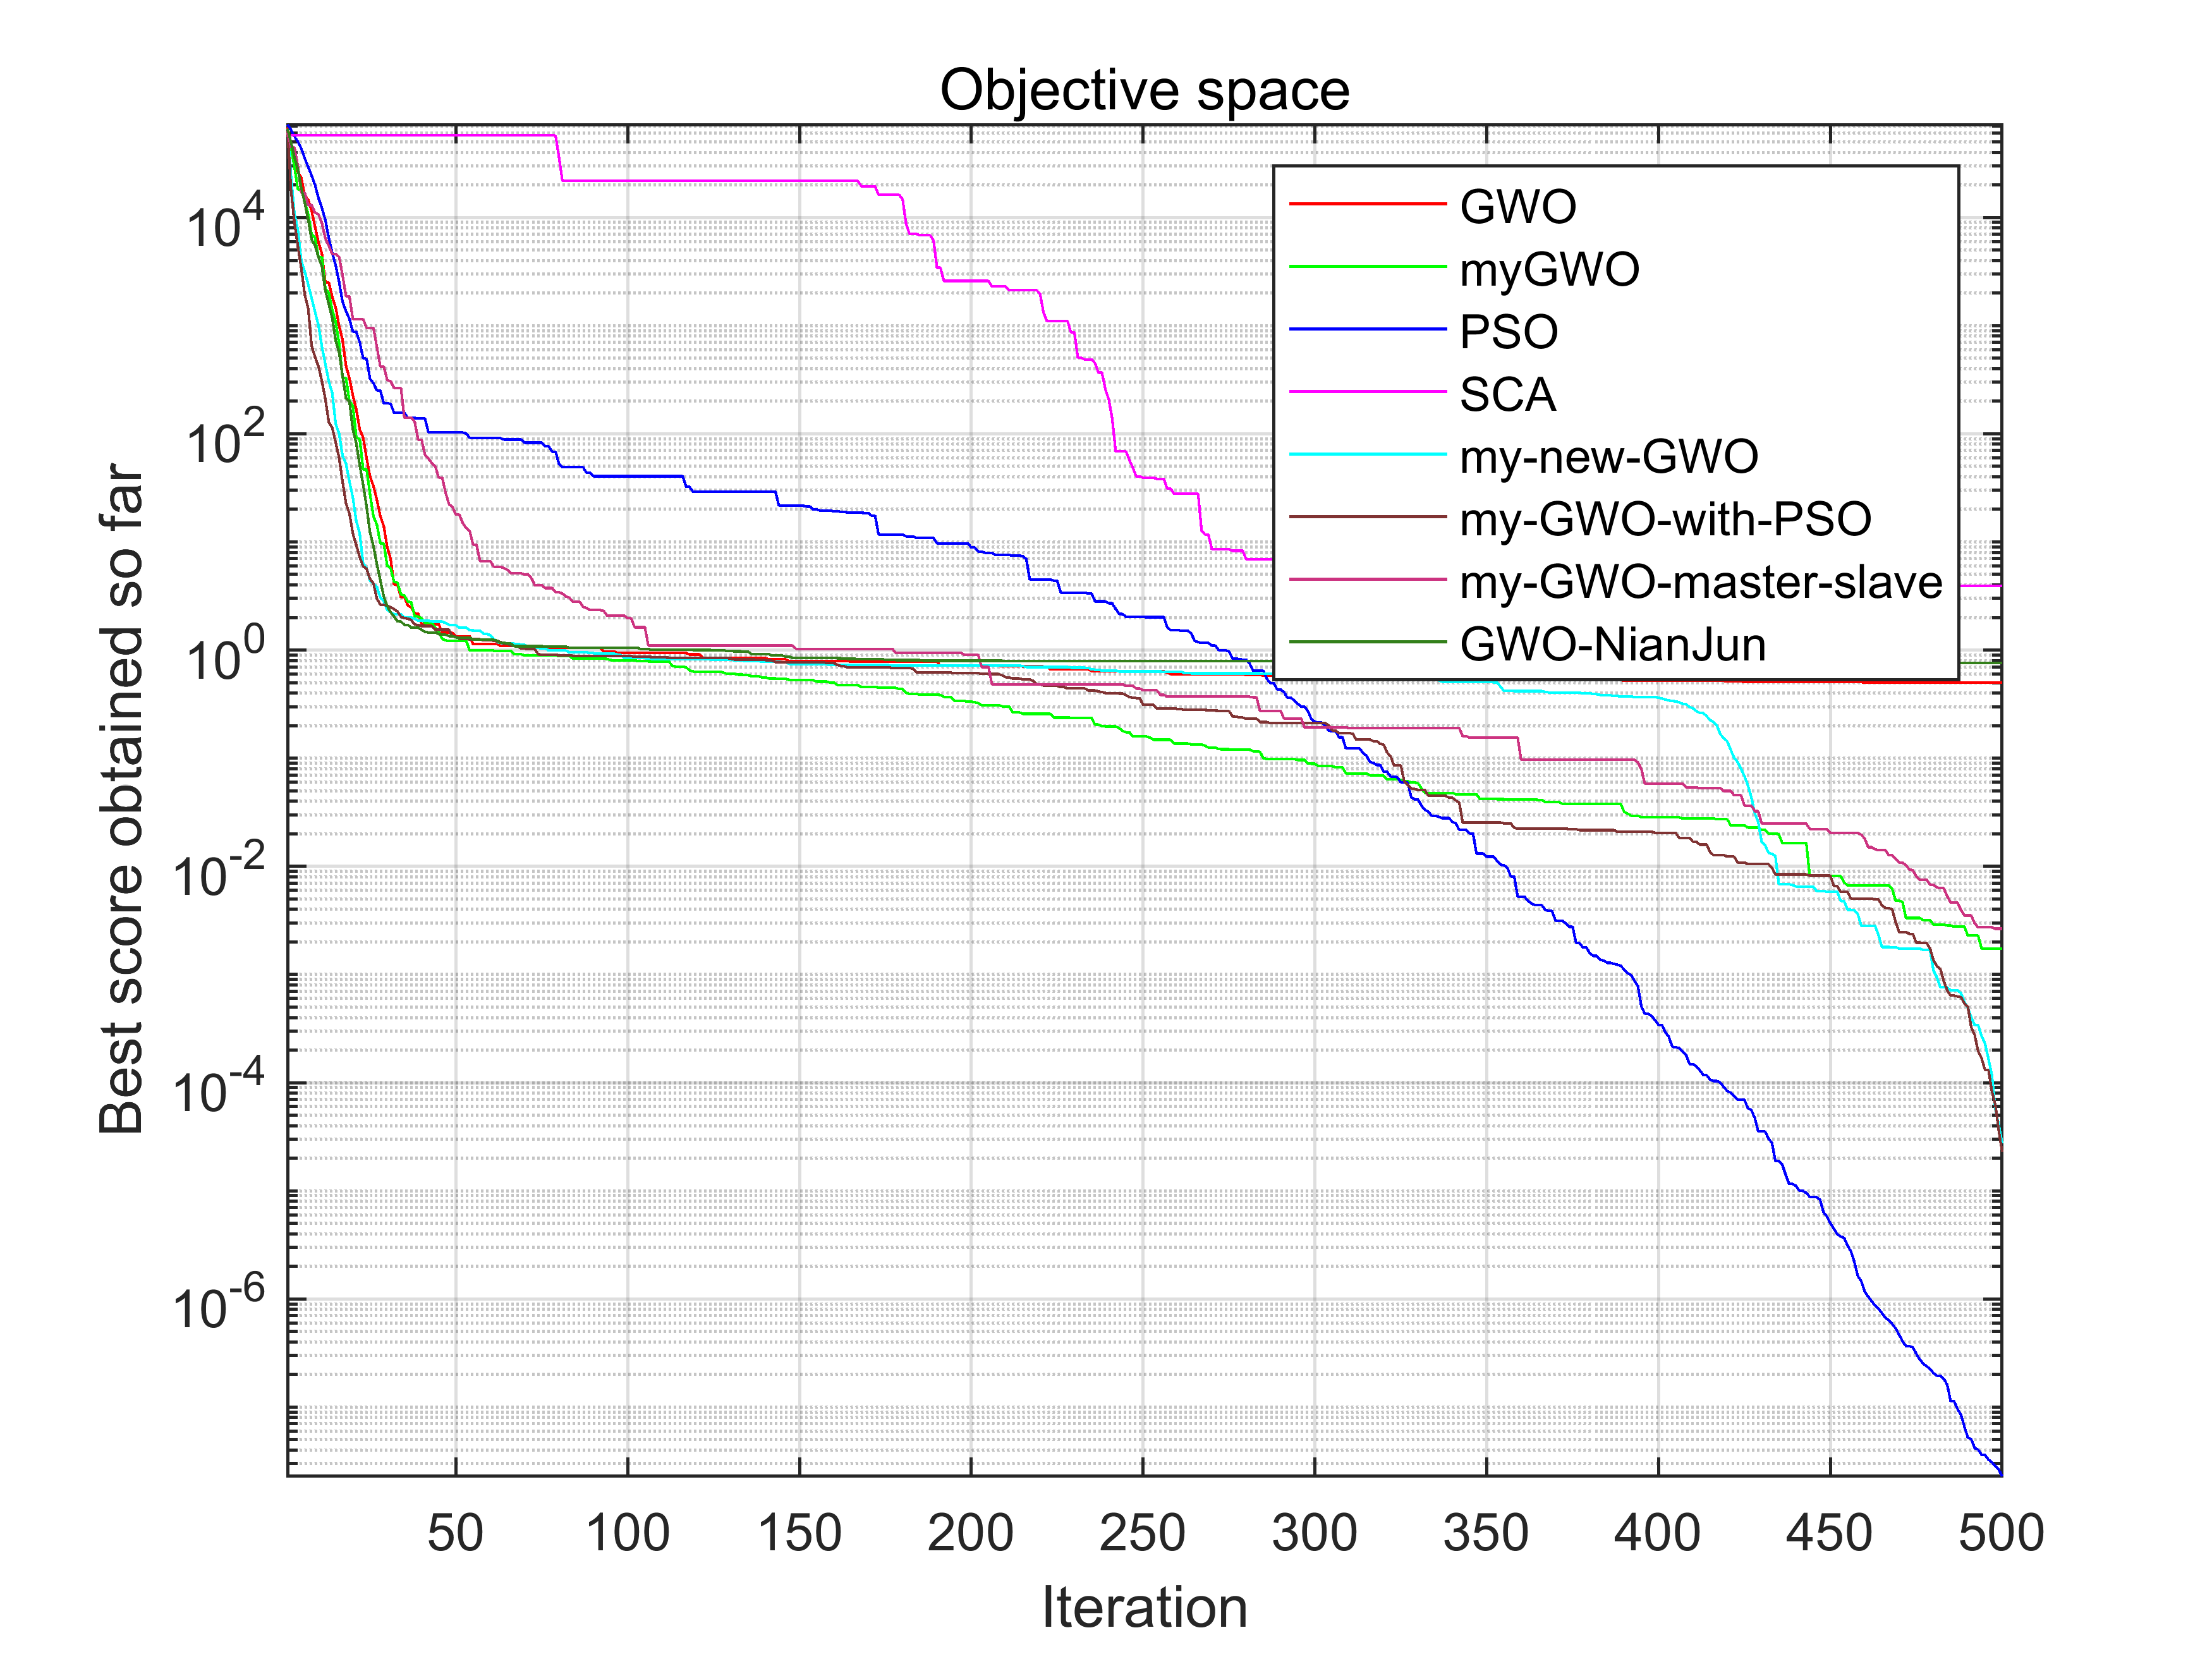 Objective space
Best score obtained so far
10^4
10^2
10^0
10^-2
10^-4
10^-6
GWO
myGWO
PSO
SCA
my-new-GWO
my-GWO-with-PSO
my-GWO-master-slave
GWO-NianJun
50 100 150 200 250 300 350 400 450 500
Iteration